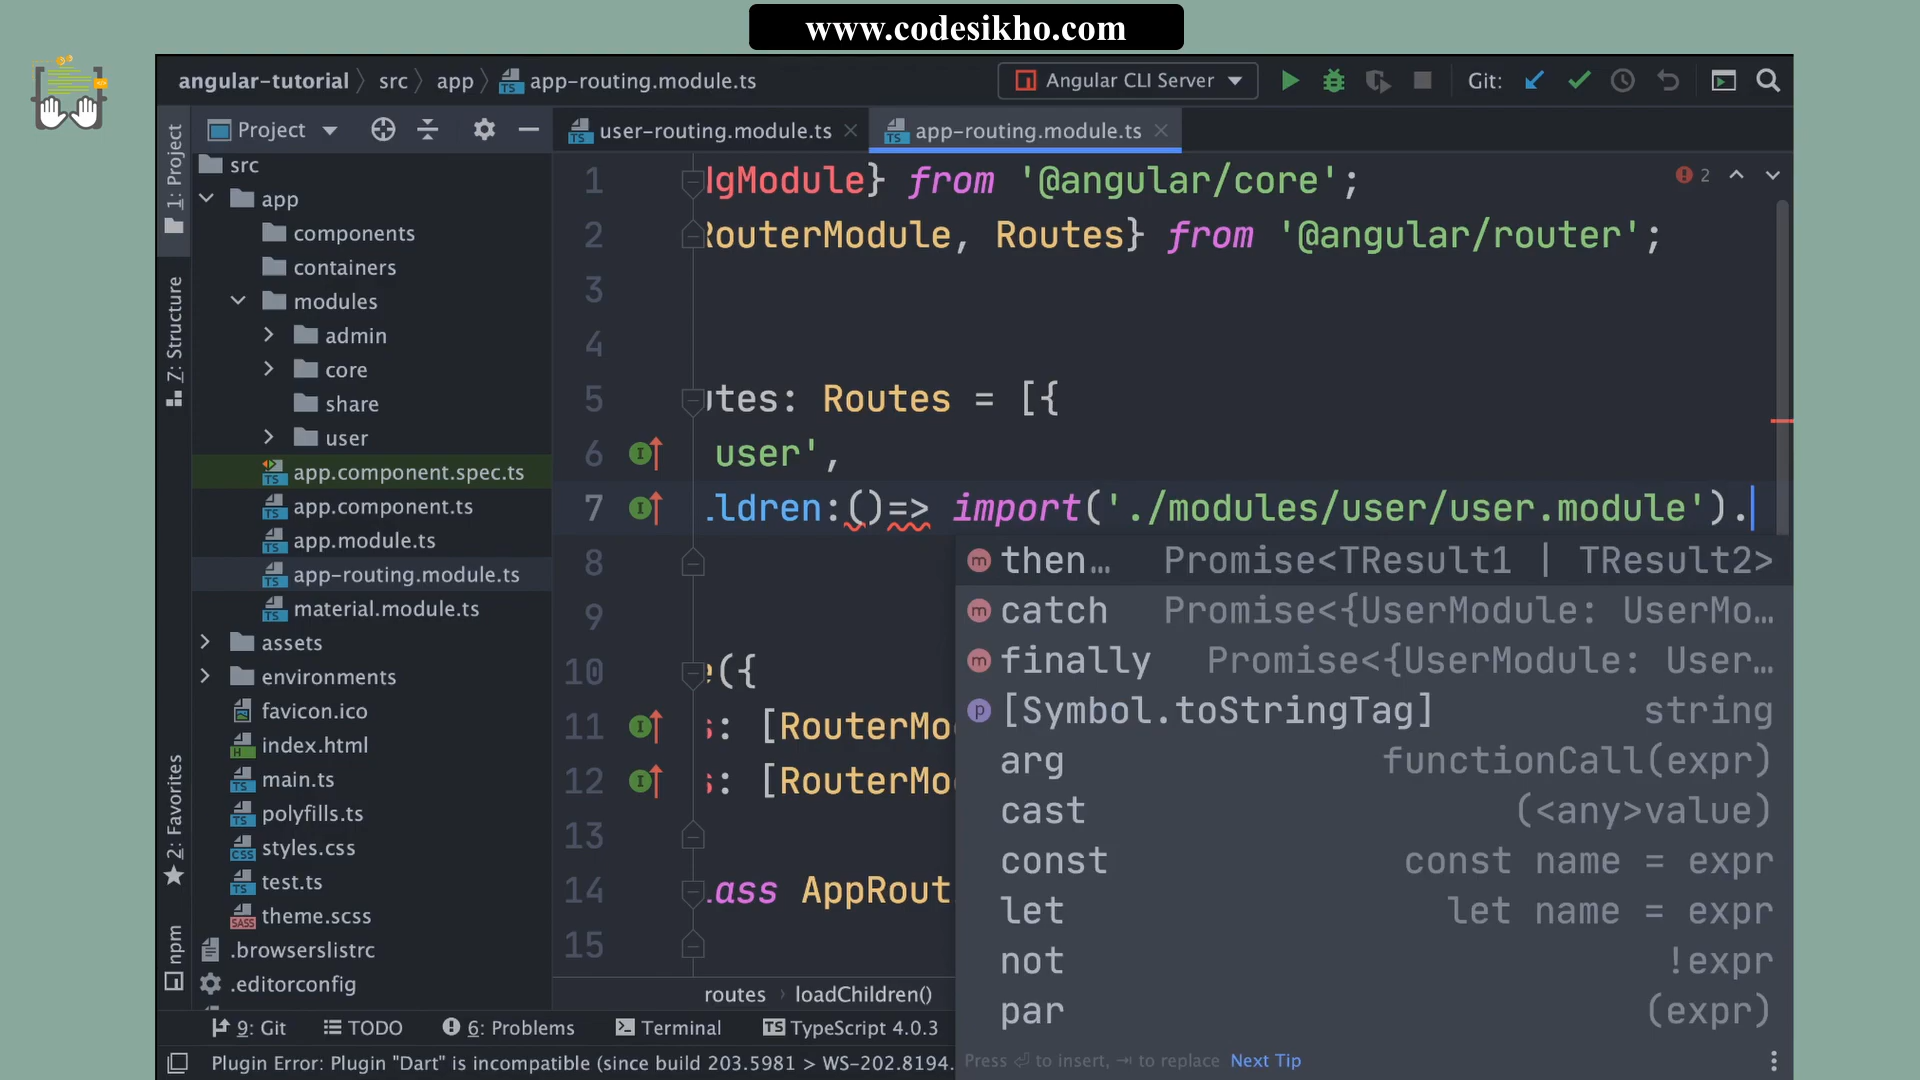 www.codesikho.com
angular-tutorial src app app-routing.module.ts Angular CLI Server Git:
Project user-routing.module.ts app-routing.module.ts
1: Project
Z: Structure
2: Favorites
npm
src
app
components
containers
modules
admin
core
share
user
app.component.spec.ts
app.component.ts
app.module.ts
app-routing.module.ts
material.module.ts
assets
environments
favicon.ico
index.html
main.ts
polyfills.ts
styles.css
test.ts
theme.scss
.browserslistrc
.editorconfig
2
1 NgModule} from '@angular/core';
2 RouterModule, Routes} from '@angular/router';
3
4
5 utes: Routes = [{
6 user',
7 ldren:()=> import('./modules/user/user.module').
8
9
10 e({
11 s: [RouterMo
12 s: [RouterMo
13
14 lass AppRout
15
then… Promise<TResult1 | TResult2>
catch Promise<{UserModule: UserMo…
finally Promise<{UserModule: User…
[Symbol.toStringTag] string
arg functionCall(expr)
cast (<any>value)
const const name = expr
let let name = expr
not !expr
par (expr)
Press ⏎ to insert, ⇥ to replace Next Tip
routes loadChildren()
9: Git TODO 6: Problems Terminal TypeScript 4.0.3
Plugin Error: Plugin "Dart" is incompatible (since build 203.5981 > WS-202.8194.